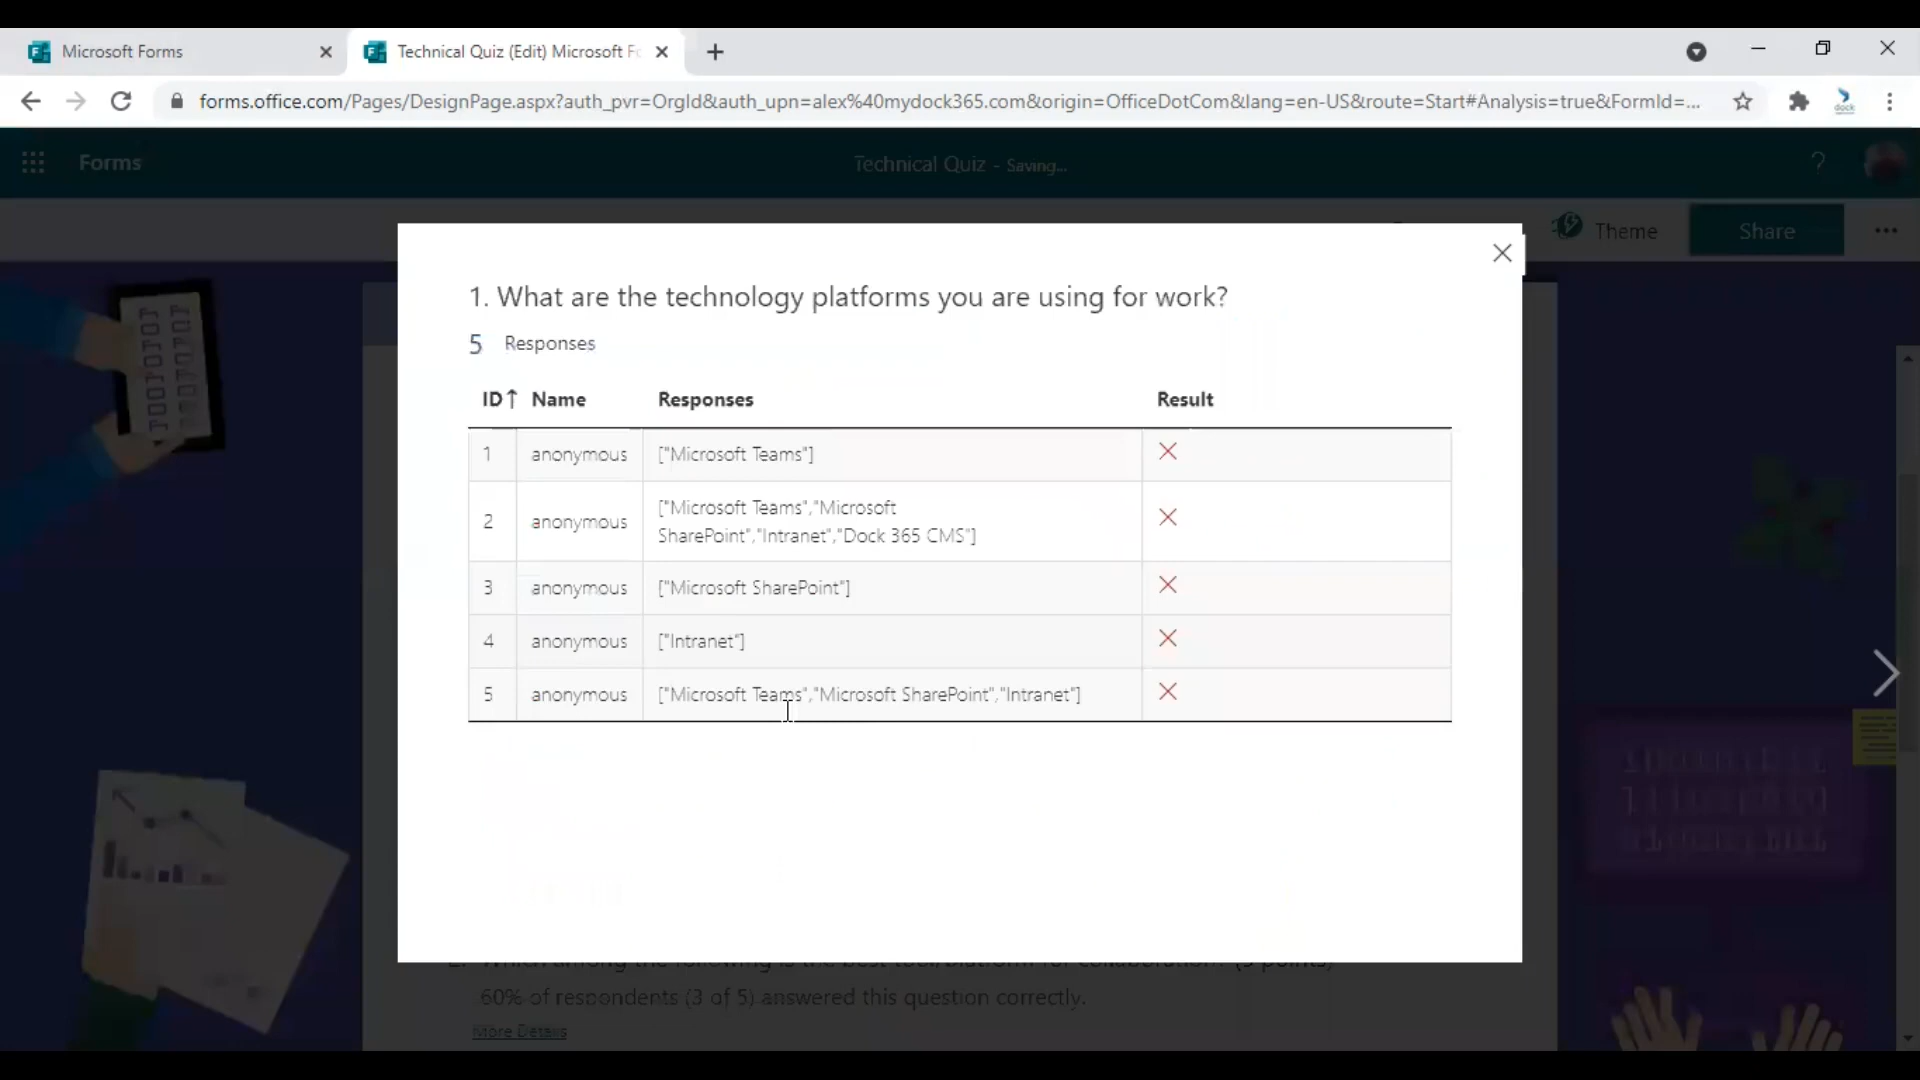 Microsoft Forms
Technical Quiz (Edit) Microsoft Fo
forms.office.com/Pages/DesignPage.aspx?auth_pvr=OrgId&auth_upn=alex%40mydock365.com&origin=OfficeDotCom&lang=en-US&route=Start#Analysis=true&FormId=...
dock
Forms
Technical Quiz - Saving...
?
Theme
Share
1. What are the technology platforms you are using for work?
5 Responses
ID↑ Name Responses Result
1 anonymous ["Microsoft Teams"]
2 anonymous ["Microsoft Teams","Microsoft
SharePoint","Intranet","Dock 365 CMS"]
3 anonymous ["Microsoft SharePoint"]
4 anonymous ["Intranet"]
5 anonymous ["Microsoft Teams","Microsoft SharePoint","Intranet"]
60% of respondents (3 of 5) answered this question correctly.
More Details